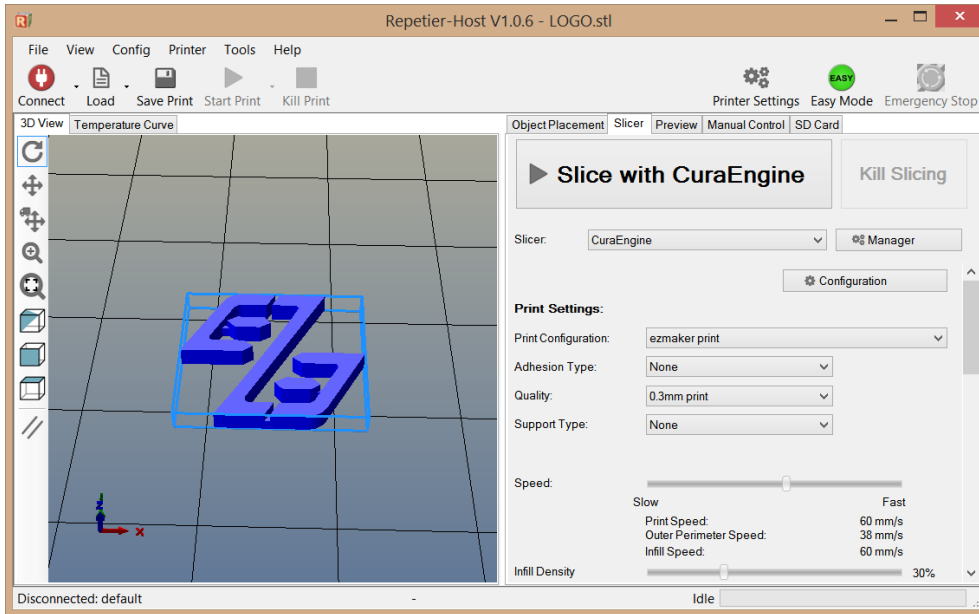 Repetier-Host V1.0.6 - LOGO.stl
File View Config Printer Tools Help
Connect Load Save Print Start Print Kill Print Printer Settings Easy Mode Emergency Stop
EASY
3D View Temperature Curve
Object Placement Slicer Preview Manual Control SD Card
Slice with CuraEngine
Kill Slicing
Slicer: CuraEngine Manager
Configuration
Print Settings:
Print Configuration: ezmaker print
Adhesion Type: None
Quality: 0.3mm print
Support Type: None
Speed:
Slow Fast
Print Speed: 60 mm/s
Outer Perimeter Speed: 38 mm/s
Infill Speed: 60 mm/s
Infill Density 30%
z
x
Disconnected: default - Idle